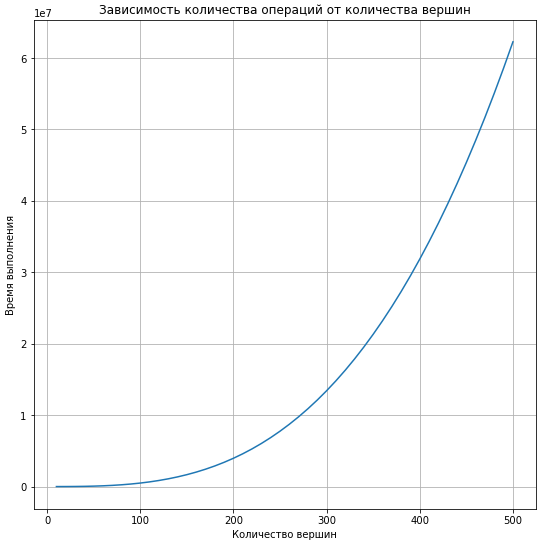 Зависимость количества операций от количества вершин
1e7
6
5
4
3
2
1
0
0 100 200 300 400 500
Время выполнения
Количество вершин